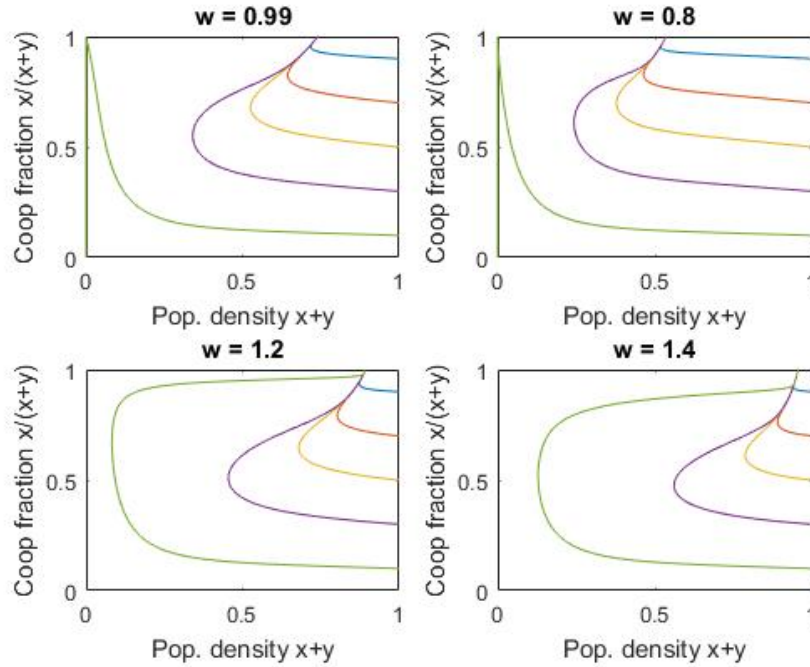 w = 0.99
1
0.5
0
Coop fraction x/(x+y)
0
0.5
1
Pop. density x+y
w = 0.8
1
0.5
0
Coop fraction x/(x+y)
0
0.5
1
Pop. density x+y
w = 1.2
1
0.5
0
Coop fraction x/(x+y)
0
0.5
1
Pop. density x+y
w = 1.4
1
0.5
0
Coop fraction x/(x+y)
0
0.5
1
Pop. density x+y